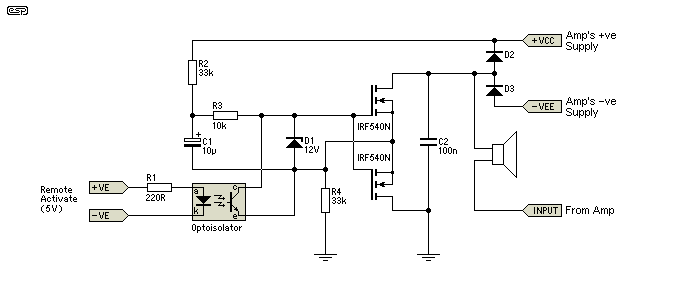 esp
+VCC
Amp's +ve
Supply
D2
R2
33k
D3
-VEE
Amp's -ve
Supply
R3
10k
IRF540N
C1
10µ
+
D1
12V
C2
100n
IRF540N
Remote
Activate
(5V)
+VE
R1
220R
-VE
a
c
k
e
Optoisolator
R4
33k
INPUT
From Amp